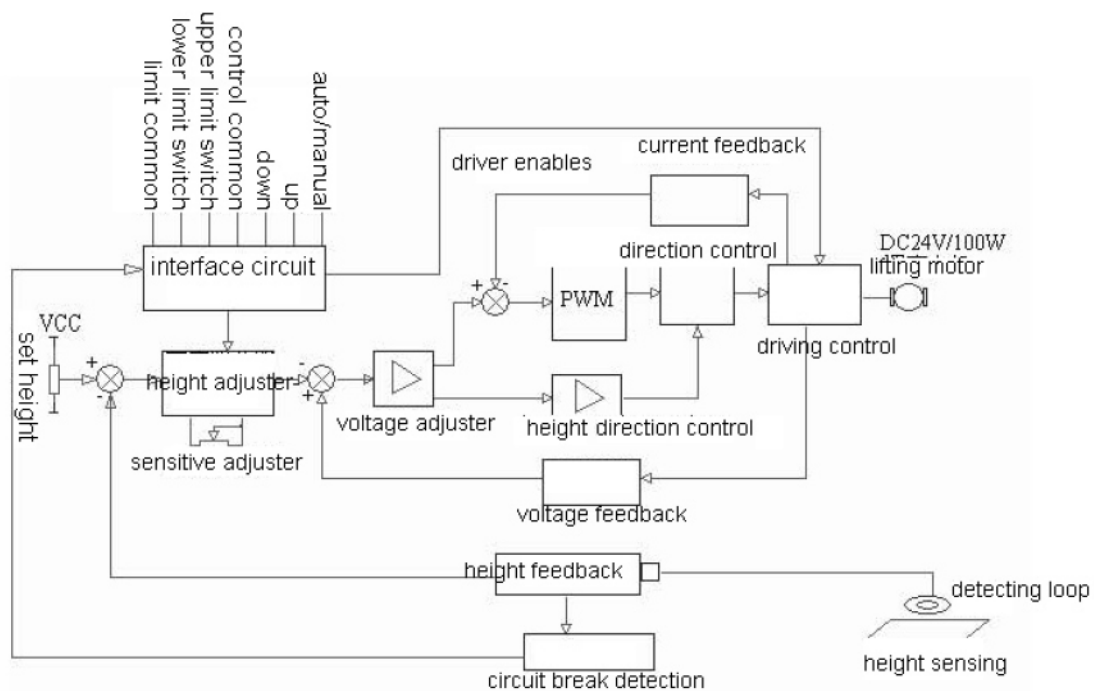 limit common
lower limit switch
upper limit switch
control common
down
up
auto/manual
current feedback
driver enables
direction control
DC24V/100W
lifting motor
interface circuit
PWM
VCC
set height
+
-
+
-
driving control
height adjuster
-
+
voltage adjuster
height direction control
sensitive adjuster
voltage feedback
height feedback
detecting loop
height sensing
circuit break detection